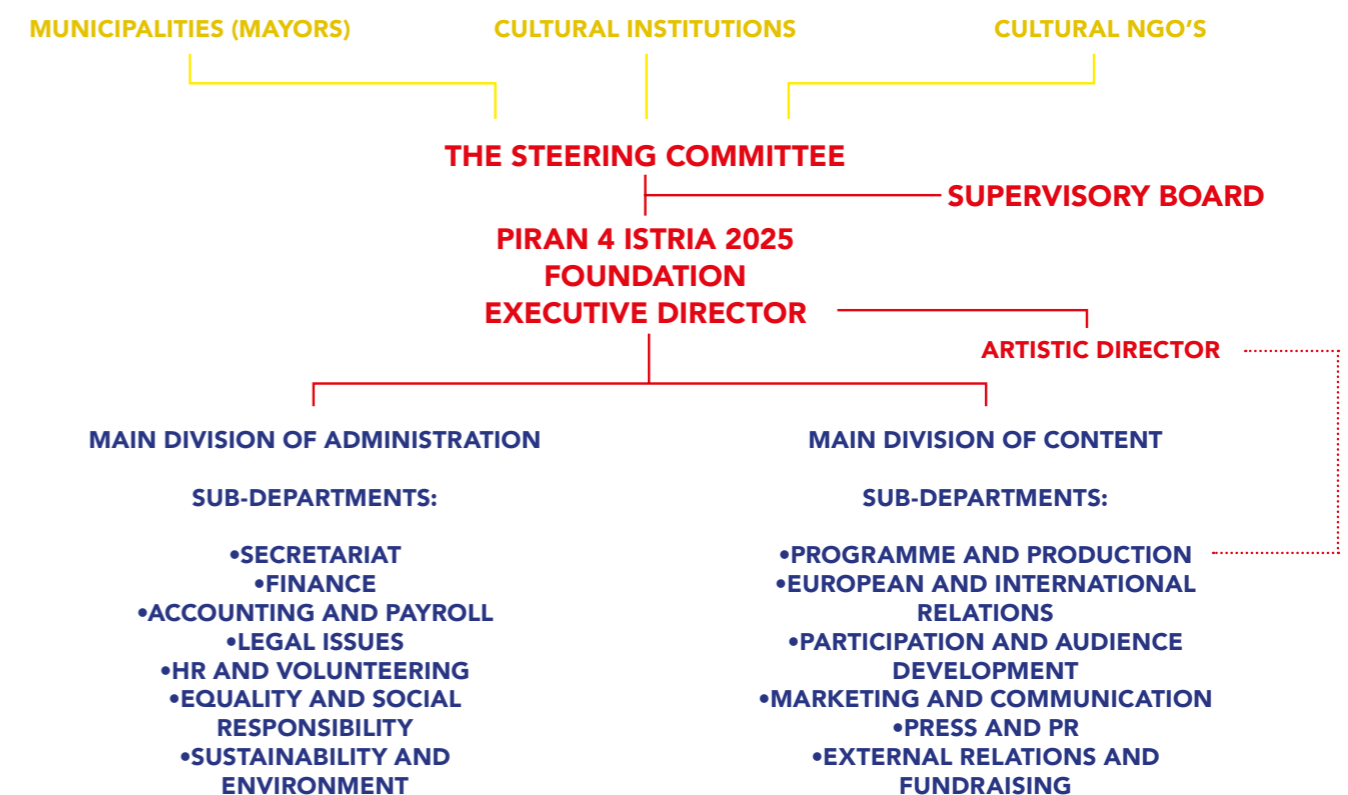 MUNICIPALITIES (MAYORS)
CULTURAL INSTITUTIONS
CULTURAL NGO’S
THE STEERING COMMITTEE
SUPERVISORY BOARD
PIRAN 4 ISTRIA 2025
FOUNDATION
EXECUTIVE DIRECTOR
ARTISTIC DIRECTOR
MAIN DIVISION OF ADMINISTRATION
SUB-DEPARTMENTS:
•SECRETARIAT
•FINANCE
•ACCOUNTING AND PAYROLL
•LEGAL ISSUES
•HR AND VOLUNTEERING
•EQUALITY AND SOCIAL
RESPONSIBILITY
•SUSTAINABILITY AND
ENVIRONMENT
MAIN DIVISION OF CONTENT
SUB-DEPARTMENTS:
•PROGRAMME AND PRODUCTION
•EUROPEAN AND INTERNATIONAL
RELATIONS
•PARTICIPATION AND AUDIENCE
DEVELOPMENT
•MARKETING AND COMMUNICATION
•PRESS AND PR
•EXTERNAL RELATIONS AND
FUNDRAISING